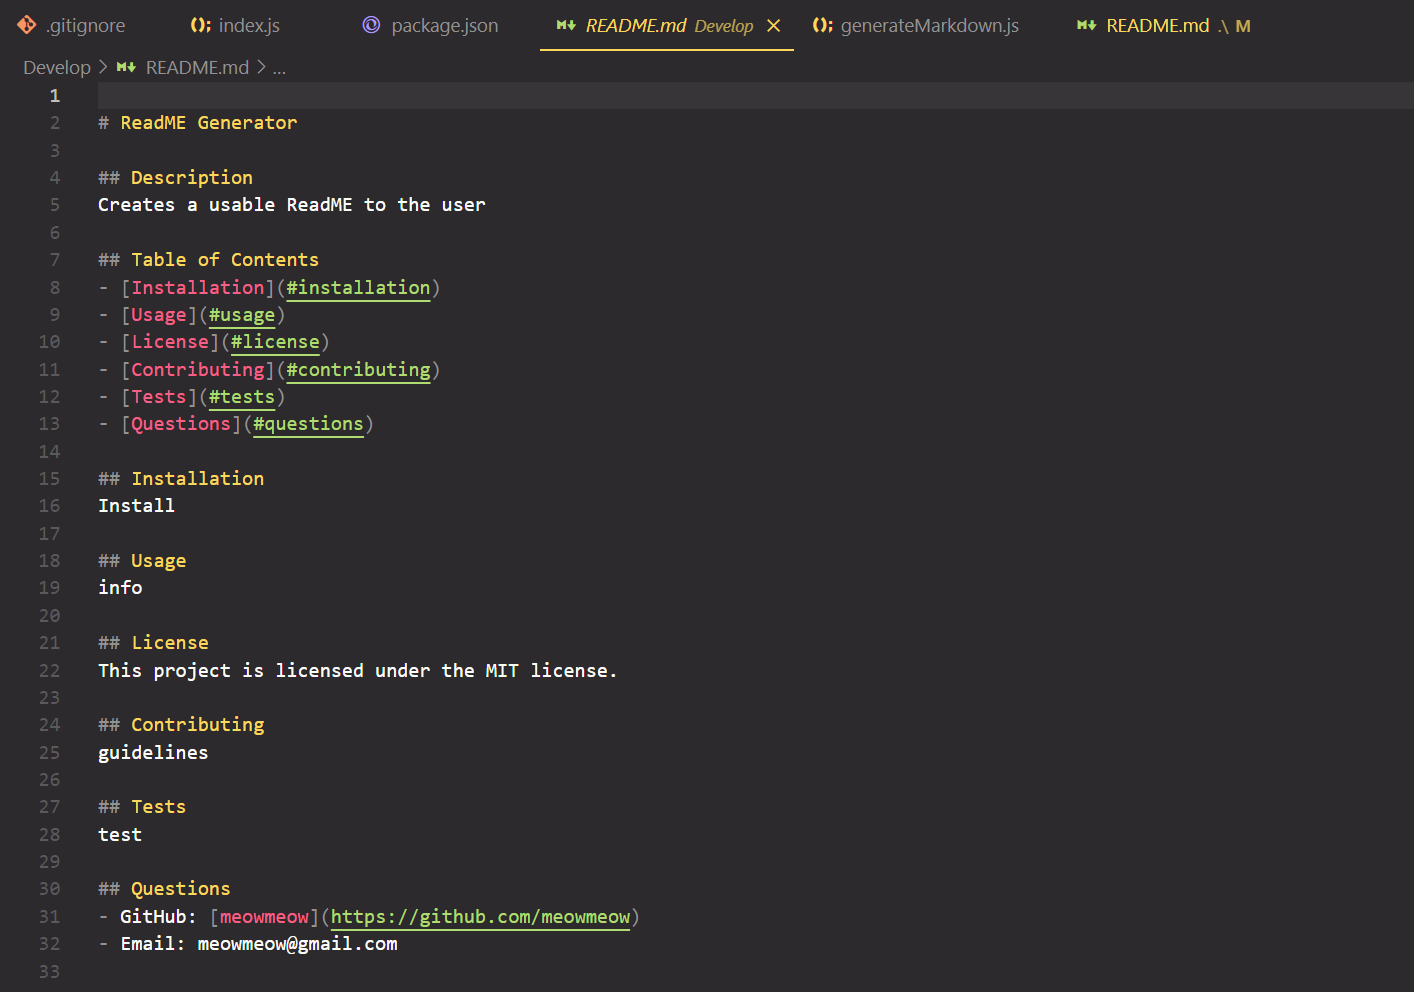 .gitignore index.js package.json README.md Develop generateMarkdown.js README.md .\ M
Develop > README.md > ...
1
2 # ReadME Generator
3
4 ## Description
5 Creates a usable ReadME to the user
6
7 ## Table of Contents
8 - [Installation](#installation)
9 - [Usage](#usage)
10 - [License](#license)
11 - [Contributing](#contributing)
12 - [Tests](#tests)
13 - [Questions](#questions)
14
15 ## Installation
16 Install
17
18 ## Usage
19 info
20
21 ## License
22 This project is licensed under the MIT license.
23
24 ## Contributing
25 guidelines
26
27 ## Tests
28 test
29
30 ## Questions
31 - GitHub: [meowmeow](https://github.com/meowmeow)
32 - Email: meowmeow@gmail.com
33